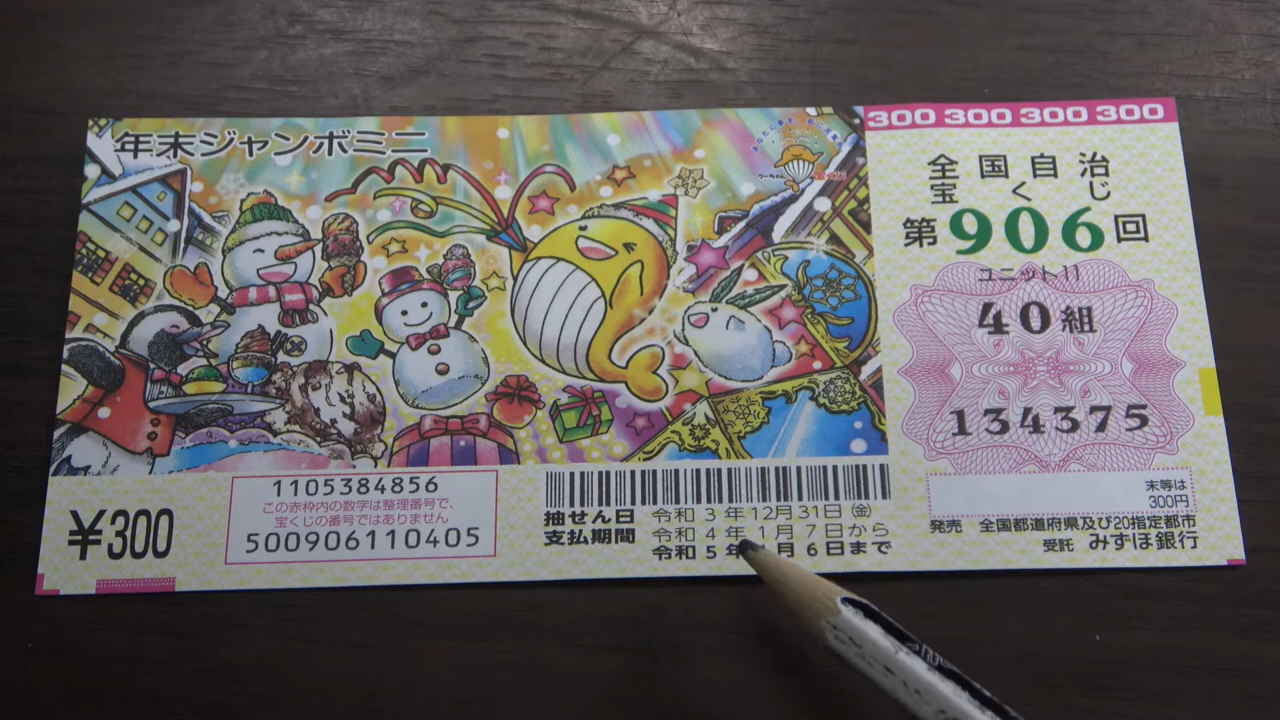 年末ジャンボミニ
クーちゃん
300 300 300 300
全国自治
宝くじ
第906回
ユニット11
40組
134375
末等は
300円
発売 全国都道府県及び20指定都市
受託 みずほ銀行
¥300
1105384856
この赤枠内の数字は整理番号で、
宝くじの番号ではありません
500906110405
抽せん日 令和 3年12月31日(金)
支払期間 令和 4年 1月 7日から
令和 5年 月 6日まで